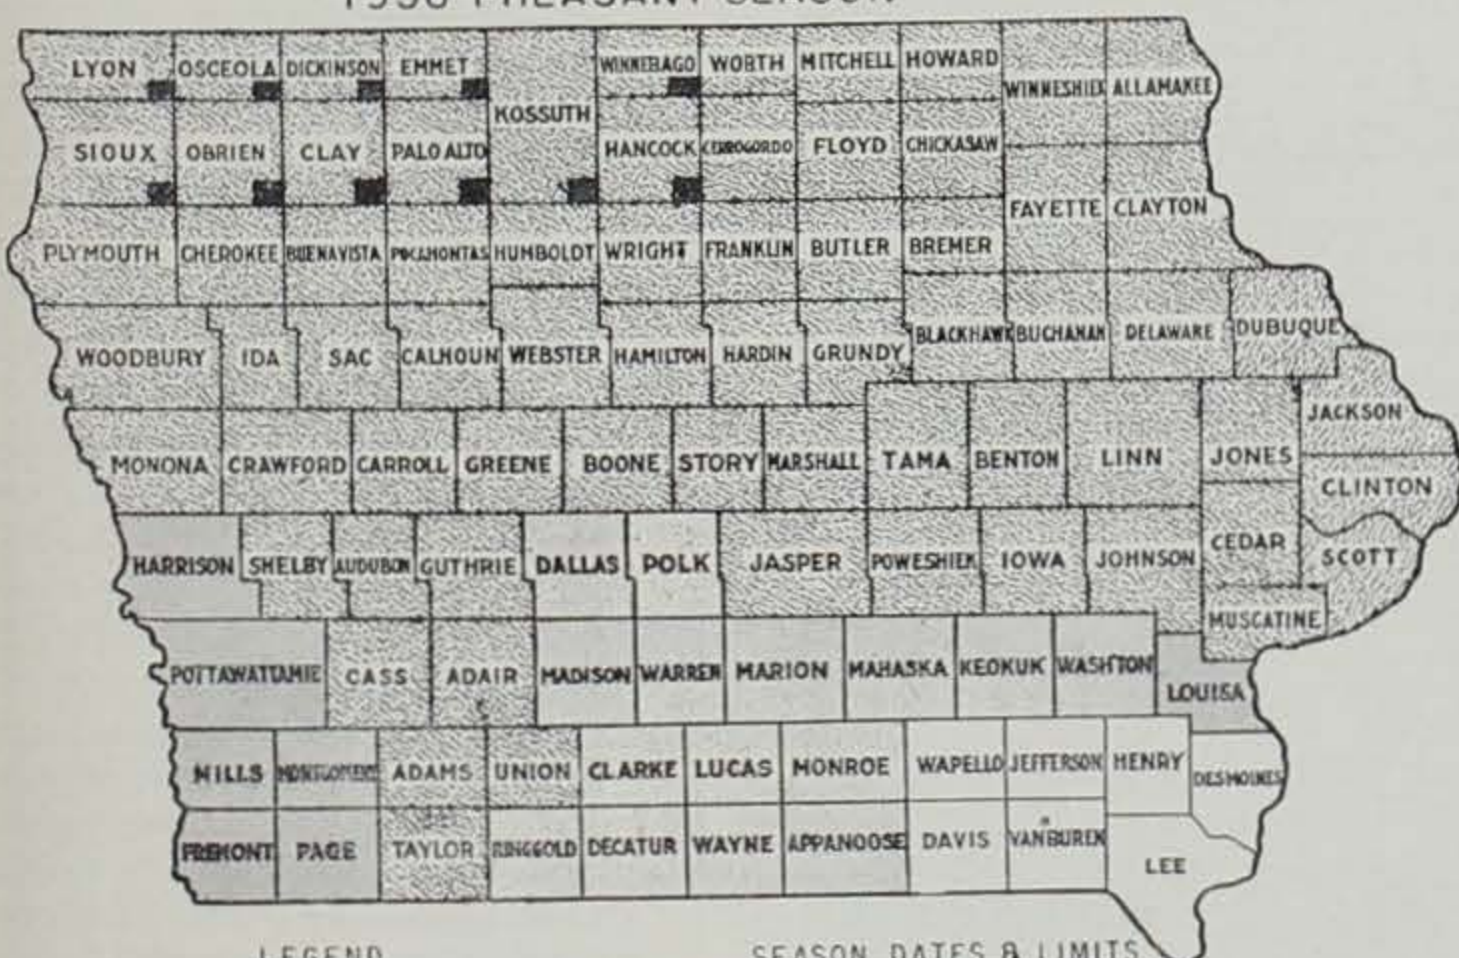 LYON OSCEOLA DICKINSON EMMET WINNEBAGO WORTH MITCHELL HOWARD
WINNESHIEK ALLAMAKEE
KOSSUTH
SIOUX OBRIEN CLAY PALO ALTO HANCOCK CERROGORDO FLOYD CHICKASAW
FAYETTE CLAYTON
PLYMOUTH CHEROKEE BUENAVISTA POCAHONTAS HUMBOLDT WRIGHT FRANKLIN BUTLER BREMER
WOODBURY IDA SAC CALHOUN WEBSTER HAMILTON HARDIN GRUNDY BLACKHAWK BUCHANAN DELAWARE DUBUQUE
JACKSON
MONONA CRAWFORD CARROLL GREENE BOONE STORY MARSHALL TAMA BENTON LINN JONES
CLINTON
HARRISON SHELBY AUDUBON GUTHRIE DALLAS POLK JASPER POWESHIEK IOWA JOHNSON CEDAR SCOTT
MUSCATINE
POTTAWATTAMIE CASS ADAIR MADISON WARREN MARION MAHASKA KEOKUK WASHTON
LOUISA
MILLS MONTGOMERY ADAMS UNION CLARKE LUCAS MONROE WAPELLO JEFFERSON HENRY DESMOINES
FREMONT PAGE TAYLOR RINGGOLD DECATUR WAYNE APPANOOSE DAVIS VANBUREN
LEE
LEGEND SEASON DATES & LIMITS